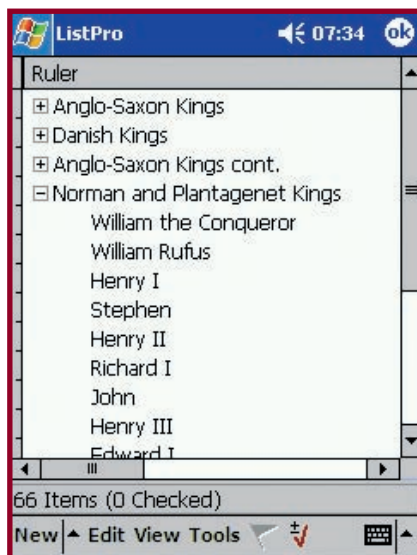 ListPro 07:34 ok
Ruler
Anglo-Saxon Kings
Danish Kings
Anglo-Saxon Kings cont.
Norman and Plantagenet Kings
William the Conqueror
William Rufus
Henry I
Stephen
Henry II
Richard I
John
Henry III
Edward I
66 Items (0 Checked)
New Edit View Tools